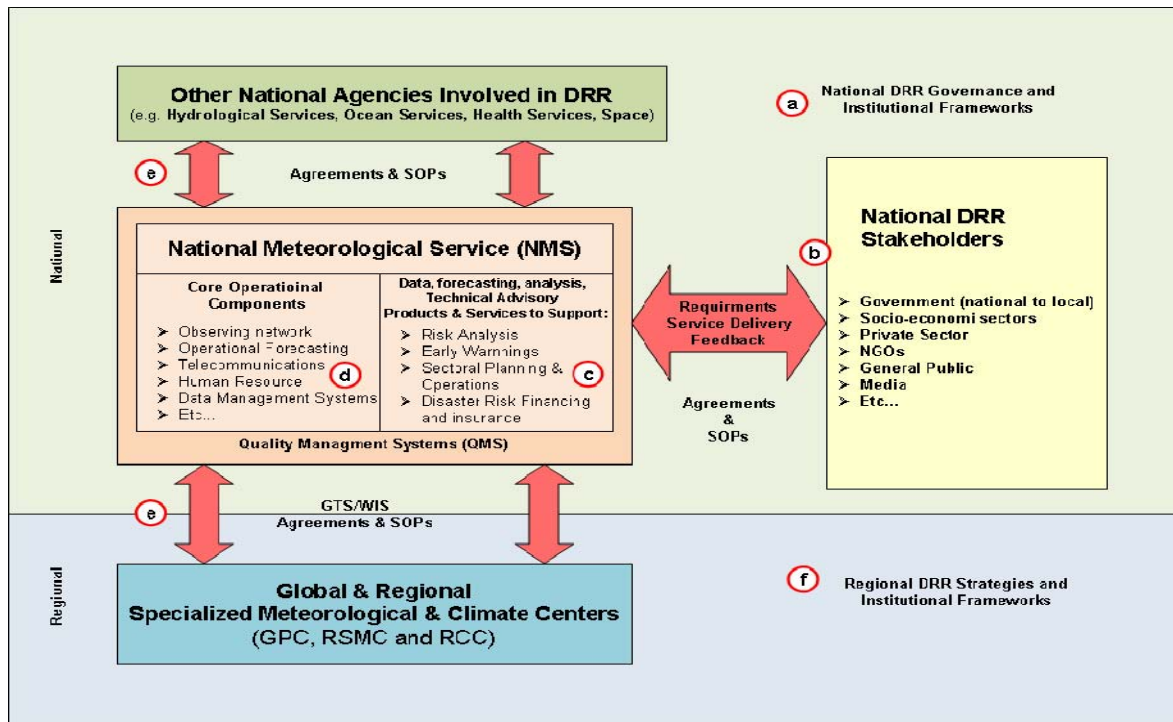 Other National Agencies Involved in DRR
(e.g. Hydrological Services, Ocean Services, Health Services, Space)
a
National DRR Governance and
Institutional Frameworks
e
Agreements & SOPs
National
National Meteorological Service (NMS)
Core Operatioinal
Components
➢ Observing network
➢ Operational Forecasting
➢ Telecommunications
➢ Human Resource
➢ Data Management Systems
➢ Etc...
d
Data, forecasting, analysis,
Technical Advisory
Products & Services to Support:
➢ Risk Analysis
➢ Early Warnings
➢ Sectoral Planning &
Operations
➢ Disaster Risk Financing
and insurance
c
Quality Managment Systems (QMS)
Requirments
Service Delivery
Feedback
Agreements
&
SOPs
b
National DRR
Stakeholders
➢ Government (national to local)
➢ Socio-economi sectors
➢ Private Sector
➢ NGOs
➢ General Public
➢ Media
➢ Etc...
e
GTS/WIS
Agreements & SOPs
Regional
Global & Regional
Specialized Meteorological & Climate Centers
(GPC, RSMC and RCC)
f
Regional DRR Strategies and
Institutional Frameworks